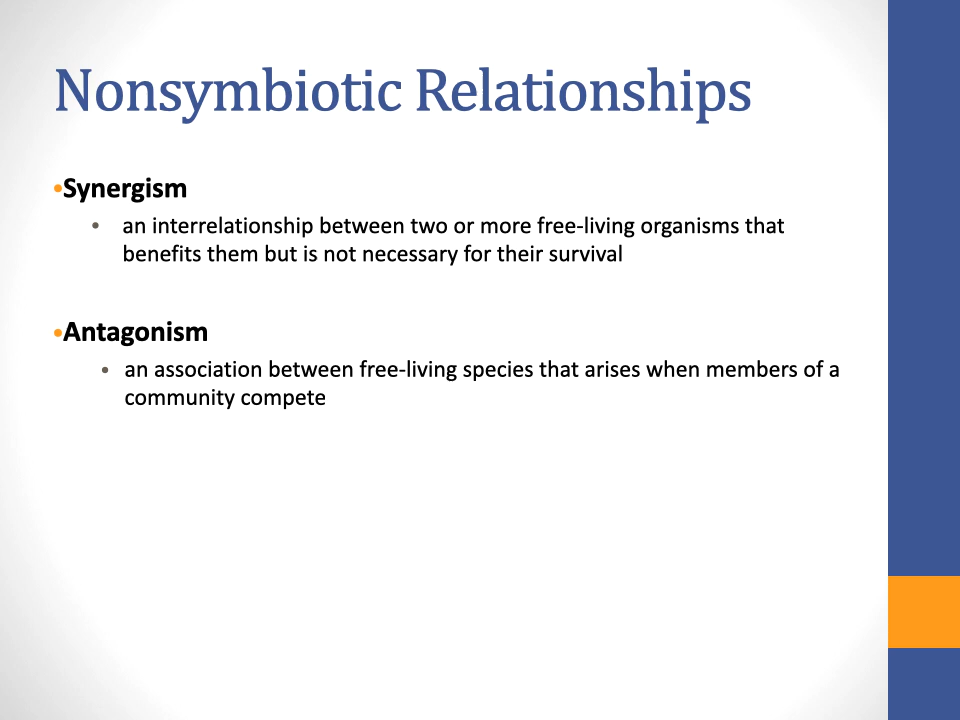 Nonsymbiotic Relationships
•Synergism
• an interrelationship between two or more free-living organisms that
benefits them but is not necessary for their survival
•Antagonism
• an association between free-living species that arises when members of a
community compete